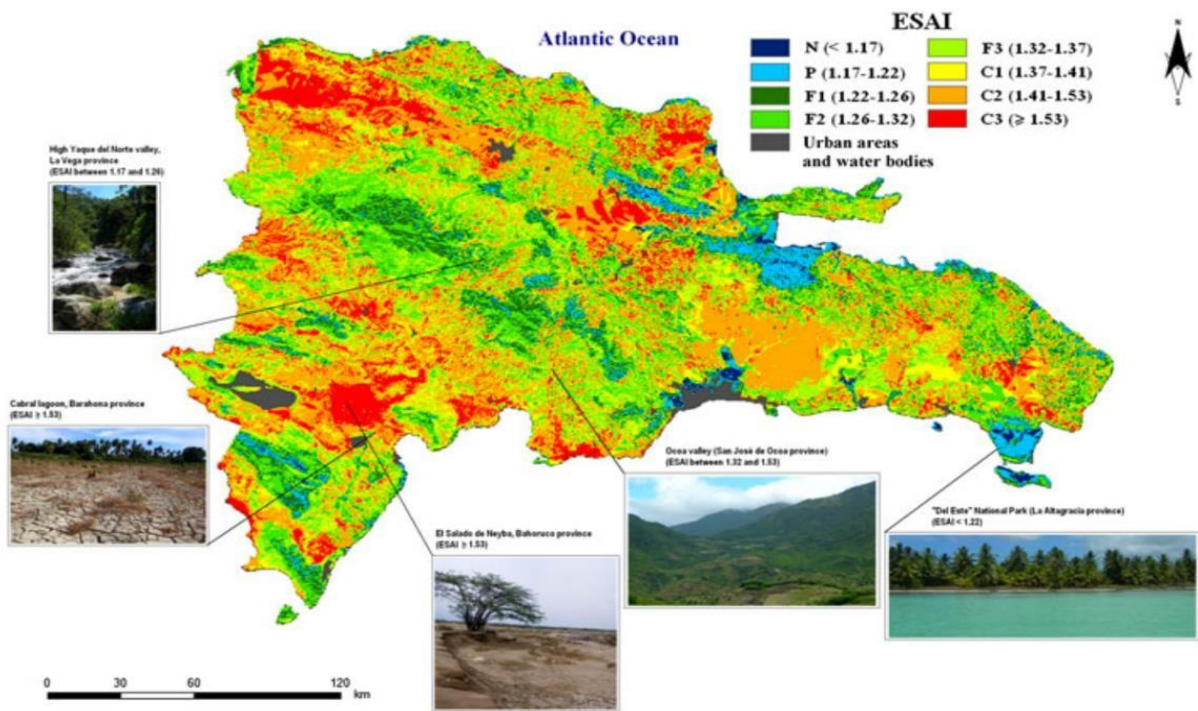 ESAI
Atlantic Ocean
N (< 1.17)
P (1.17-1.22)
F1 (1.22-1.26)
F2 (1.26-1.32)
Urban areas
and water bodies
F3 (1.32-1.37)
C1 (1.37-1.41)
C2 (1.41-1.53)
C3 (≥ 1.53)
N
S
High Yaque del Norte valley,
La Vega province
(ESAI between 1.17 and 1.26)
Cabral lagoon, Barahona province
(ESAI ≥ 1.53)
El Salado de Neyba, Bahoruco province
(ESAI ≥ 1.53)
Ocoa valley (San José de Ocoa province)
(ESAI between 1.32 and 1.53)
"Del Este" National Park (La Altagracia province)
(ESAI < 1.22)
0 30 60 120
km